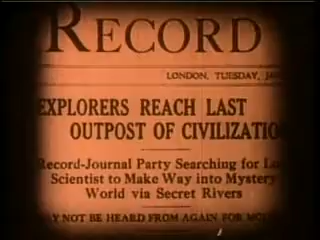 RECORD
LONDON, TUESDAY,
EXPLORERS REACH LAST
OUTPOST OF
Record-Journal Party Searching for
Scientist to Make Way into Mystery
World via Secret Rivers
NOT BE HEARD FROM AGAIN FOR